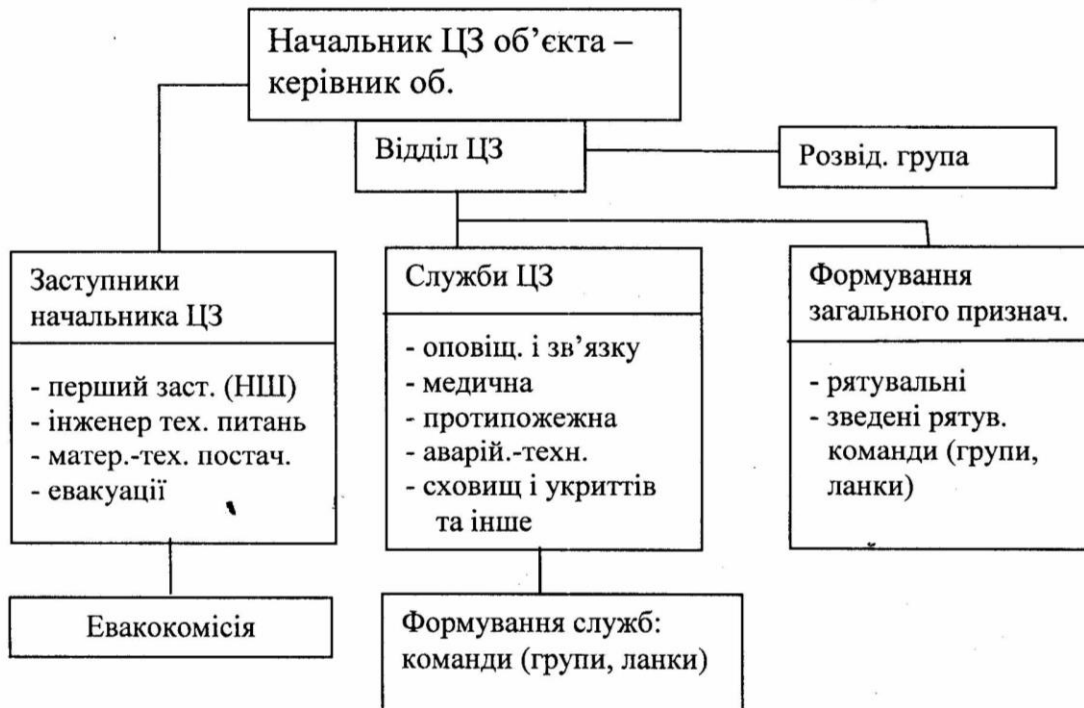 Начальник ЦЗ об’єкта –
керівник об.
Відділ ЦЗ
Розвід. група
Заступники
начальника ЦЗ
- перший заст. (НШ)
- інженер тех. питань
- матер.-тех. постач.
- евакуації
Служби ЦЗ
- оповіщ. і зв’язку
- медична
- протипожежна
- аварій.-техн.
- сховищ і укриттів
та інше
Формування
загального признач.
- рятувальні
- зведені рятув.
команди (групи,
ланки)
Евакокомісія
Формування служб:
команди (групи, ланки)